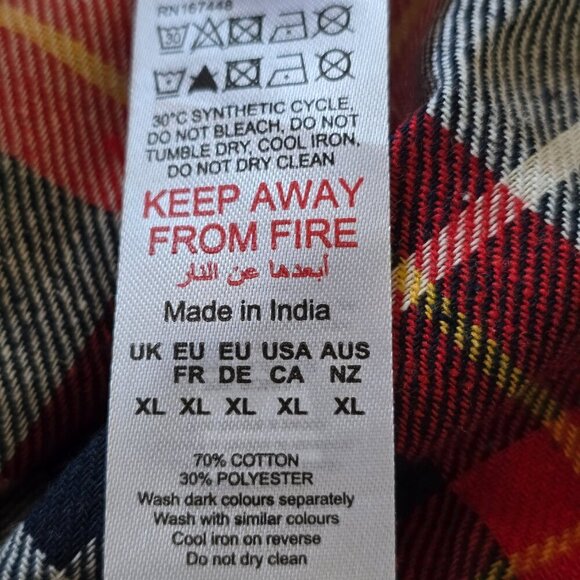 RN167448
30
30°C SYNTHETIC CYCLE,
DO NOT BLEACH, DO NOT
TUMBLE DRY, COOL IRON,
DO NOT DRY CLEAN
KEEP AWAY
FROM FIRE
أبعدها عن النار
Made in India
UK EU EU USA AUS
FR DE CA NZ
XL XL XL XL XL
70% COTTON
30% POLYESTER
Wash dark colours separately
Wash with similar colours
Cool iron on reverse
Do not dry clean